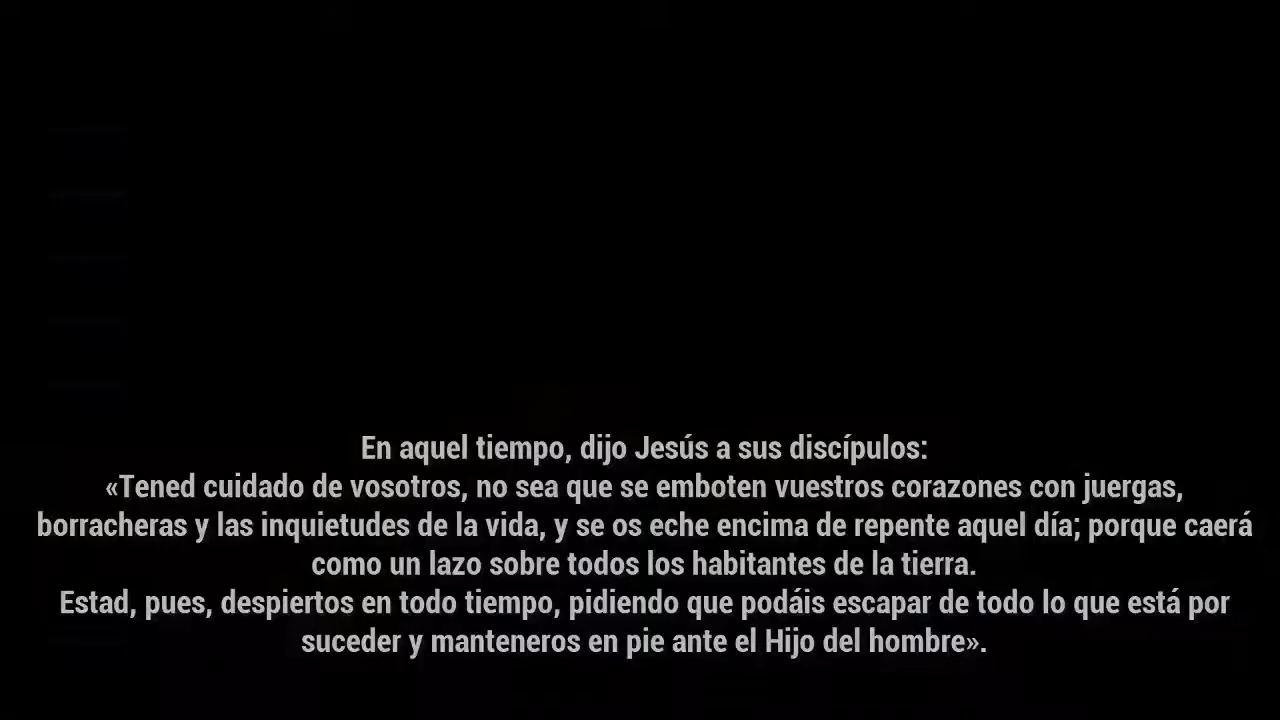 En aquel tiempo, dijo Jesús a sus discípulos:
«Tened cuidado de vosotros, no sea que se emboten vuestros corazones con juergas,
borracheras y las inquietudes de la vida, y se os eche encima de repente aquel día; porque caerá
como un lazo sobre todos los habitantes de la tierra.
Estad, pues, despiertos en todo tiempo, pidiendo que podáis escapar de todo lo que está por
suceder y manteneros en pie ante el Hijo del hombre».